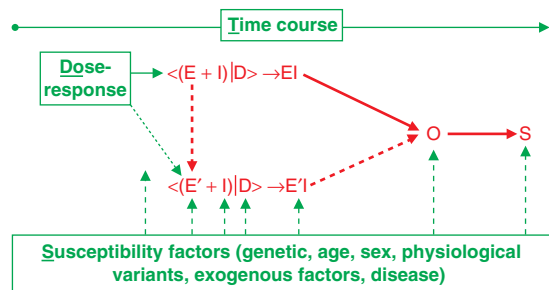 Time course
Dose-
response
<(E + I)|D> →EI
O
S
<(E′ + I)|D> →E′I
Susceptibility factors (genetic, age, sex, physiological
variants, exogenous factors, disease)